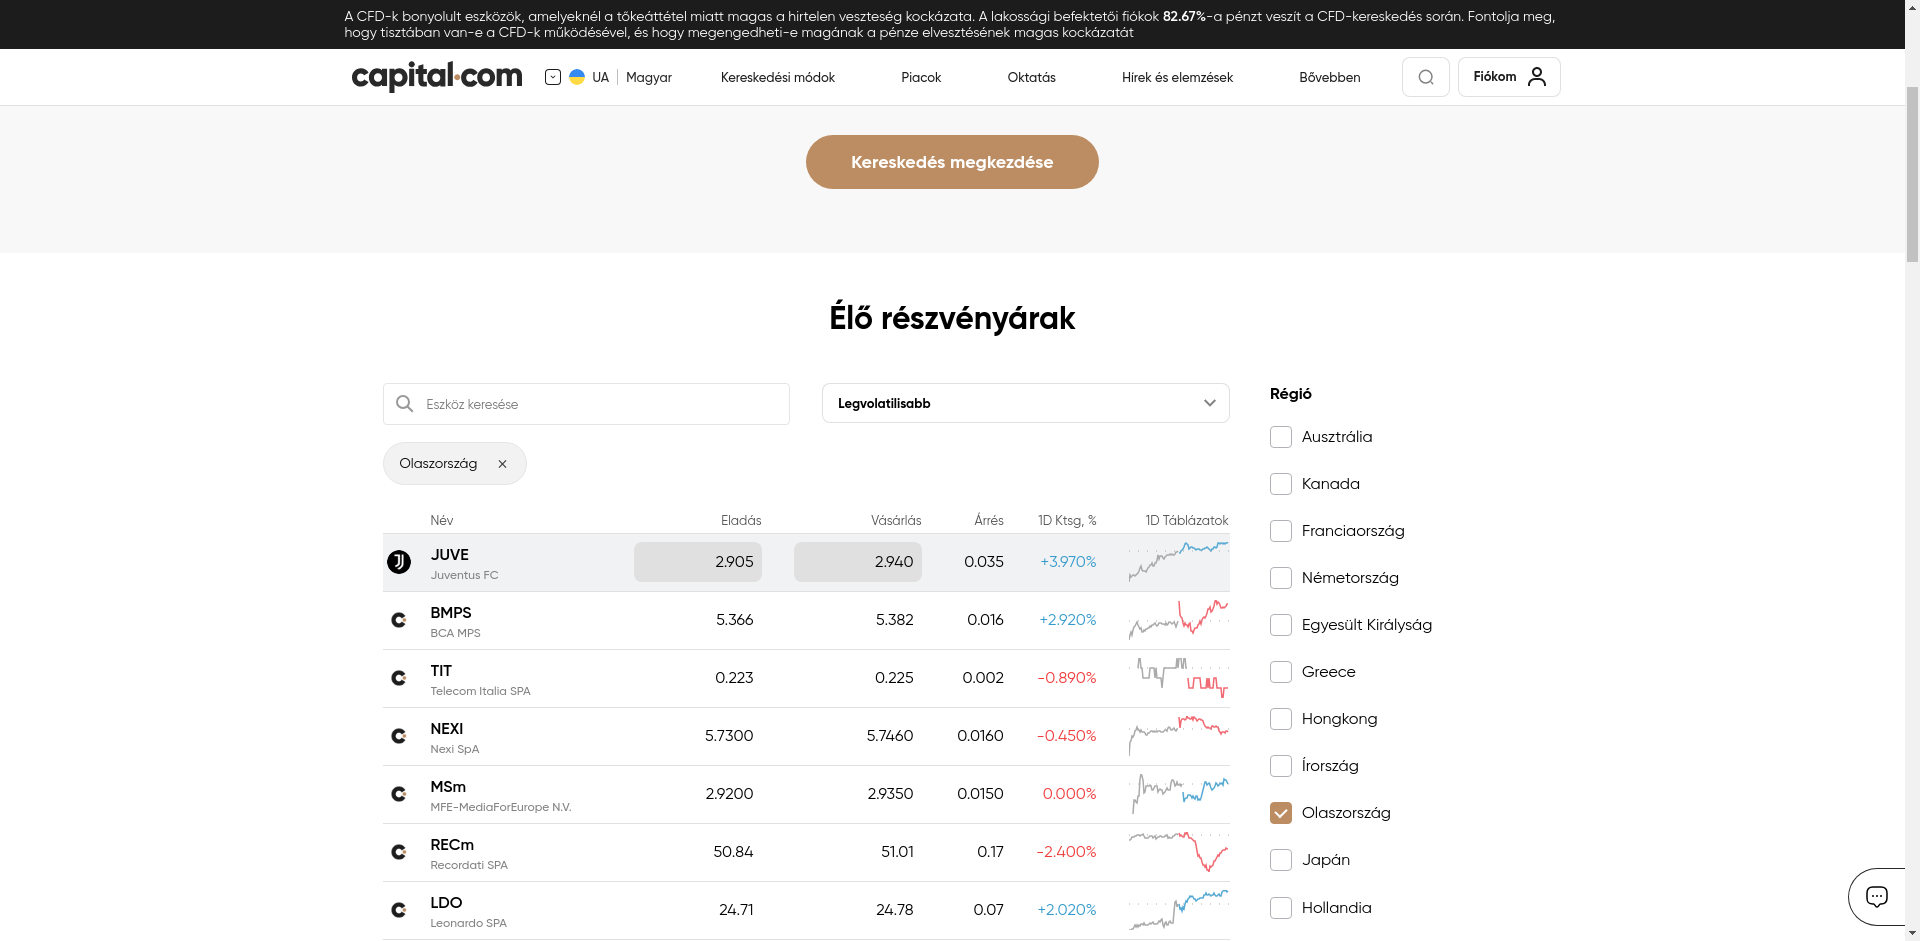 A CFD-k bonyolult eszközök, amelyeknél a tőkeáttétel miatt magas a hirtelen veszteség kockázata. A lakossági befektetői fiókok 82.67%-a pénzt veszít a CFD-kereskedés során. Fontolja meg,
hogy tisztában van-e a CFD-k működésével, és hogy megengedheti-e magának a pénze elvesztésének magas kockázatát
capital.com UA Magyar Kereskedési módok Piacok Oktatás Hírek és elemzések Bővebben Fiókom
Kereskedés megkezdése
Élő részvényárak
Eszköz keresése
Legvolatilisabb
Olaszország
Név Eladás Vásárlás Árrés 1D Ktsg, % 1D Táblázatok
JUVE 2.905 2.940 0.035 +3.970%
Juventus FC
BMPS 5.366 5.382 0.016 +2.920%
BCA MPS
TIT 0.223 0.225 0.002 -0.890%
Telecom Italia SPA
NEXI 5.7300 5.7460 0.0160 -0.450%
Nexi SpA
MSm 2.9200 2.9350 0.0150 0.000%
MFE-MediaForEurope N.V.
RECm 50.84 51.01 0.17 -2.400%
Recordati SPA
LDO 24.71 24.78 0.07 +2.020%
Leonardo SPA
Régió
Ausztrália
Kanada
Franciaország
Németország
Egyesült Királyság
Greece
Hongkong
Írország
Olaszország
Japán
Hollandia